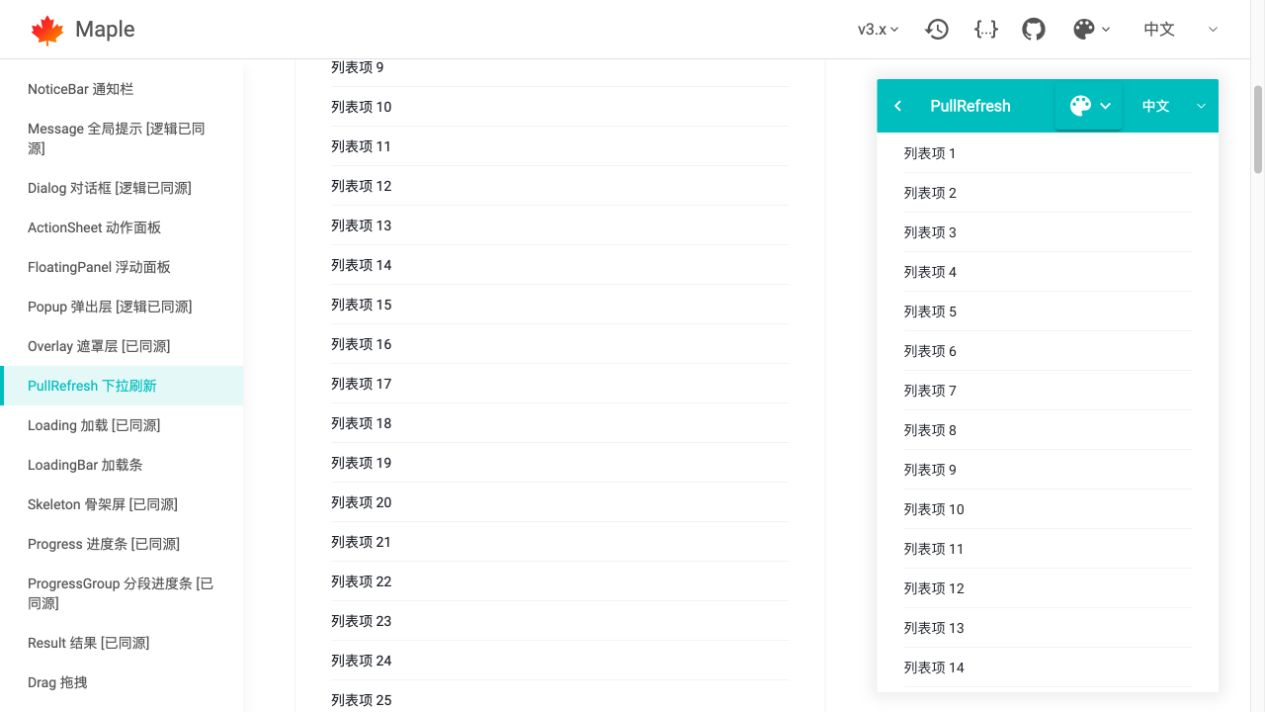 Maple
v3.x
{...}
中文
NoticeBar 通知栏
Message 全局提示 [逻辑已同
源]
Dialog 对话框 [逻辑已同源]
ActionSheet 动作面板
FloatingPanel 浮动面板
Popup 弹出层 [逻辑已同源]
Overlay 遮罩层 [已同源]
PullRefresh 下拉刷新
Loading 加载 [已同源]
LoadingBar 加载条
Skeleton 骨架屏 [已同源]
Progress 进度条 [已同源]
ProgressGroup 分段进度条 [已
同源]
Result 结果 [已同源]
Drag 拖拽
列表项 9
列表项 10
列表项 11
列表项 12
列表项 13
列表项 14
列表项 15
列表项 16
列表项 17
列表项 18
列表项 19
列表项 20
列表项 21
列表项 22
列表项 23
列表项 24
列表项 25
PullRefresh
中文
列表项 1
列表项 2
列表项 3
列表项 4
列表项 5
列表项 6
列表项 7
列表项 8
列表项 9
列表项 10
列表项 11
列表项 12
列表项 13
列表项 14